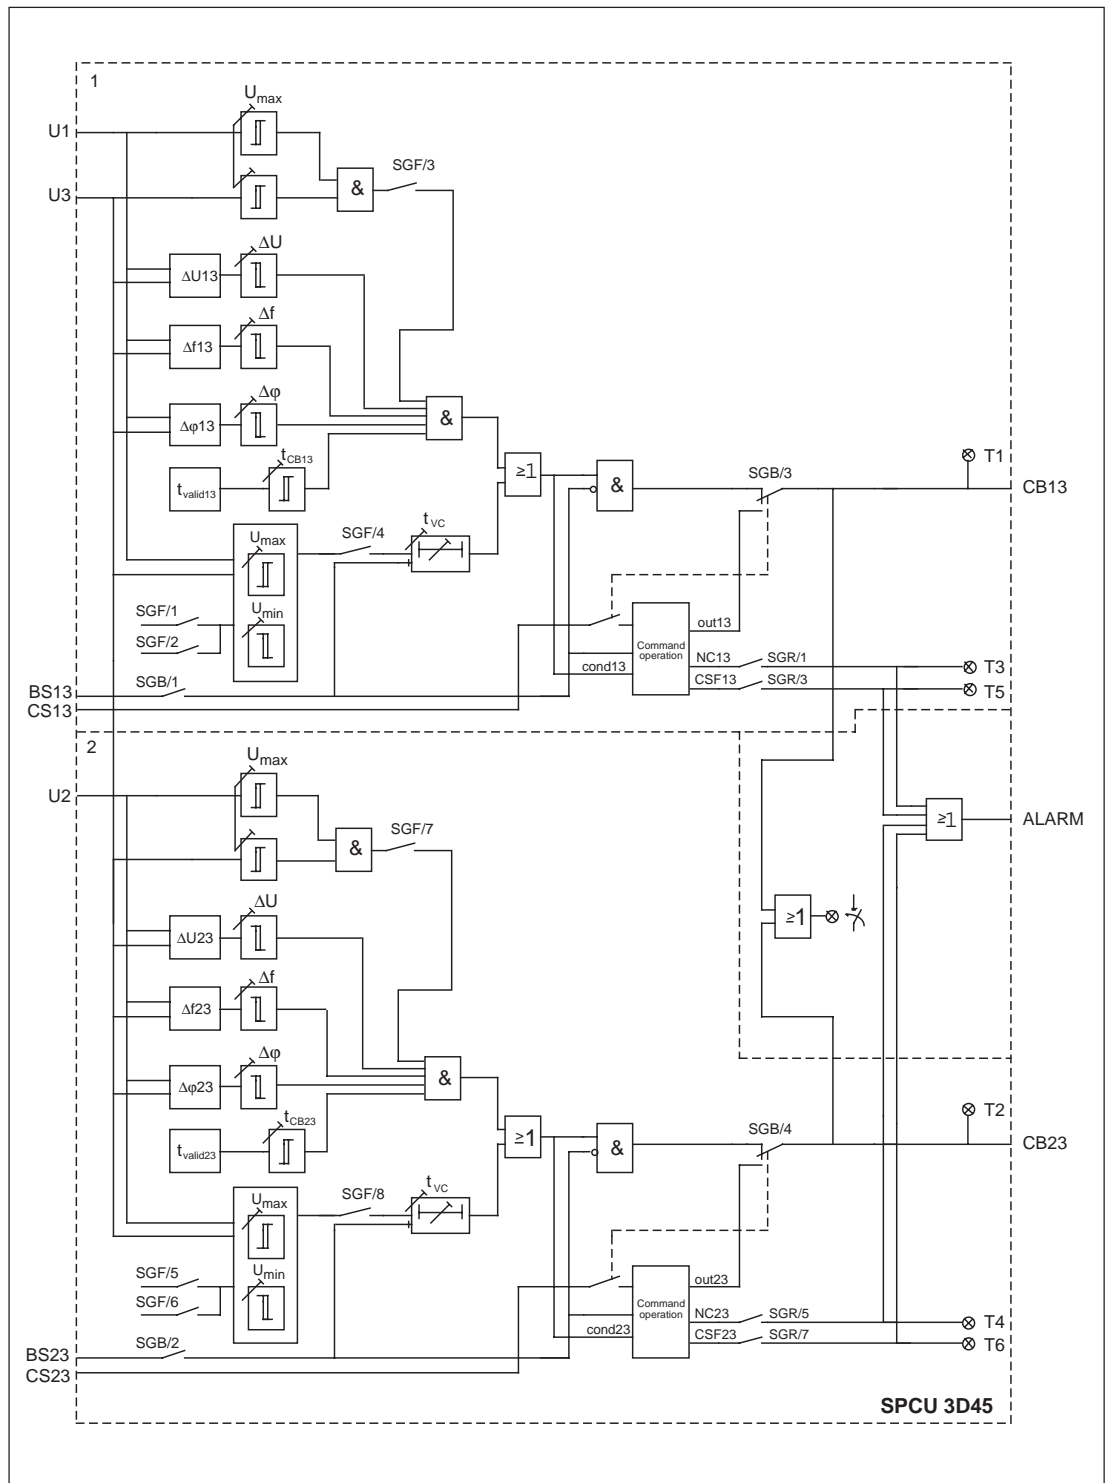 1
Umax
U1
SGF/3
&
U3
ΔU
ΔU13
Δf
Δf13
Δφ
Δφ13
&
tCB13
tvalid13
≥1
&
SGB/3
T1
CB13
Umax
SGF/4
tVC
Umin
SGF/1
SGF/2
Command
operation
out13
cond13
NC13
SGR/1
T3
BS13
SGB/1
CSF13
SGR/3
T5
CS13
2
Umax
U2
SGF/7
≥1
ALARM
&
ΔU
ΔU23
≥1
Δf
Δf23
Δφ
Δφ23
&
tCB23
tvalid23
≥1
&
SGB/4
T2
CB23
Umax
SGF/8
tVC
Umin
SGF/5
SGF/6
Command
operation
out23
cond23
NC23
SGR/5
T4
BS23
SGB/2
CSF23
SGR/7
T6
CS23
SPCU 3D45